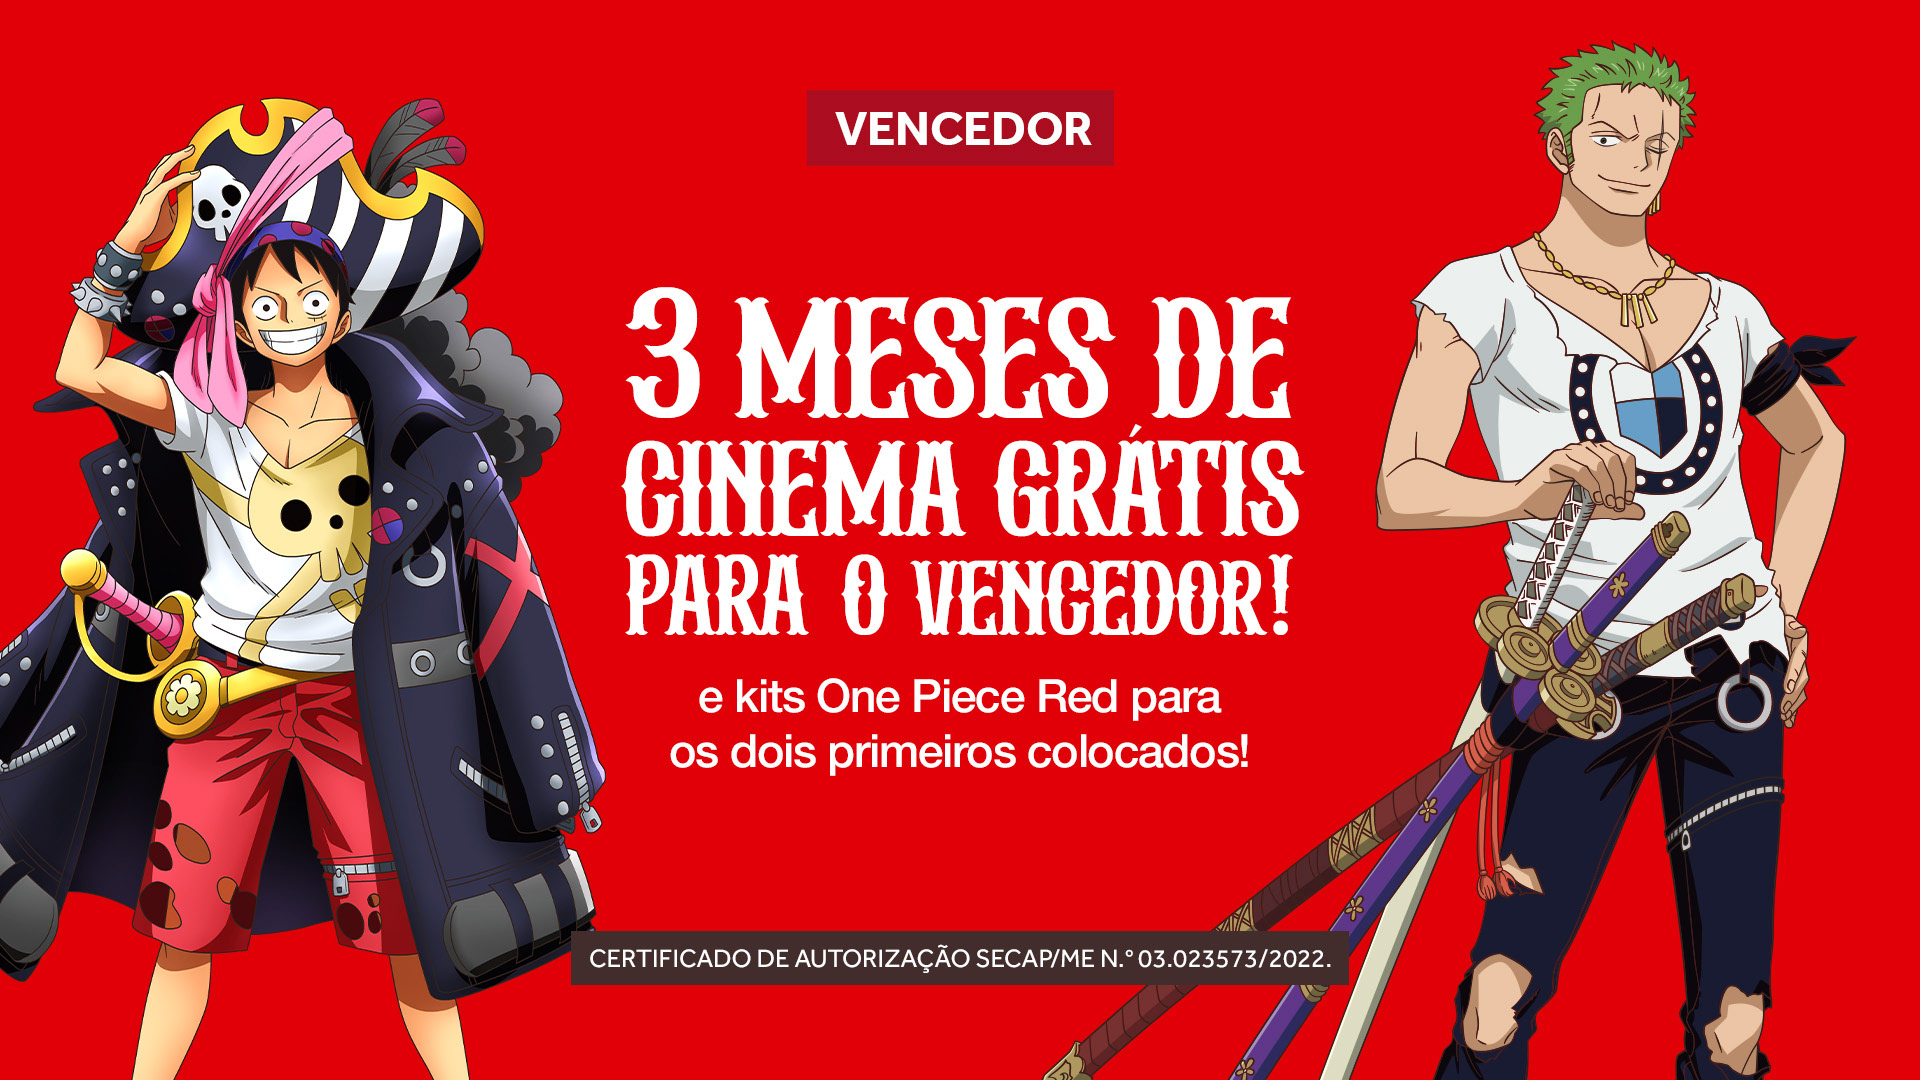 VENCEDOR
3 MESES DE
CINEMA GRÁTIS
PARA O VENCEDOR!
e kits One Piece Red para
os dois primeiros colocados!
CERTIFICADO DE AUTORIZAÇÃO SECAP/ME N.° 03.023573/2022.